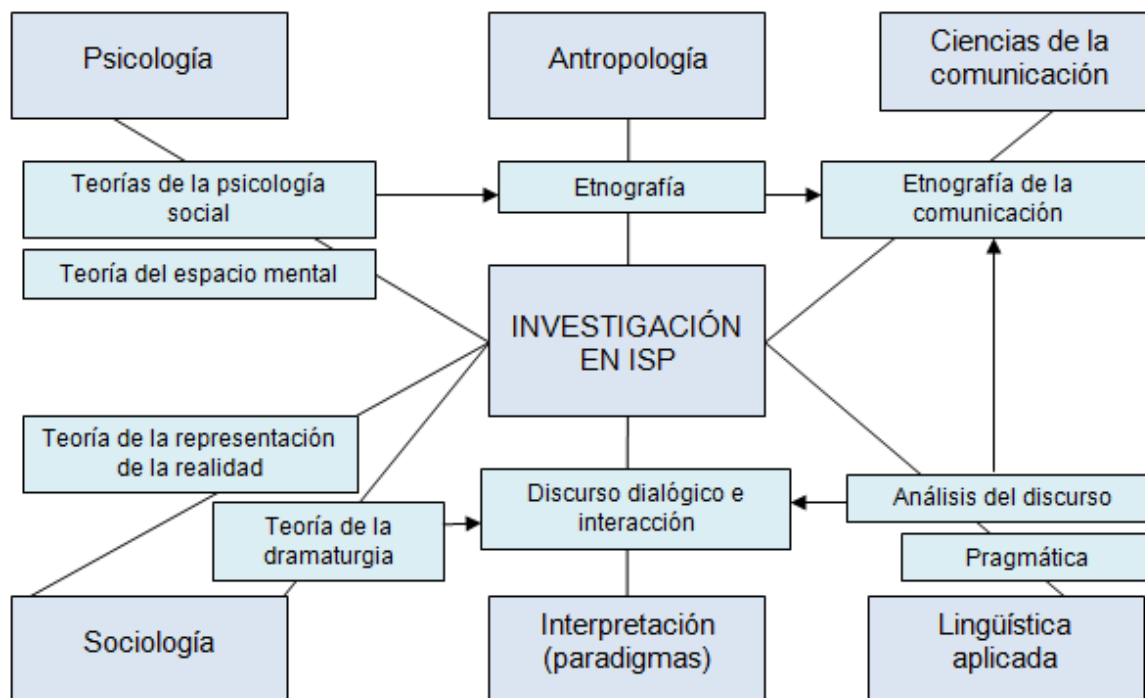 Psicología
Antropología
Ciencias de la
comunicación
Teorías de la psicología
social
Etnografía
Etnografía de la
comunicación
Teoría del espacio mental
INVESTIGACIÓN
EN ISP
Teoría de la representación
de la realidad
Discurso dialógico e
interacción
Análisis del discurso
Teoría de la
dramaturgia
Pragmática
Sociología
Interpretación
(paradigmas)
Lingüística
aplicada